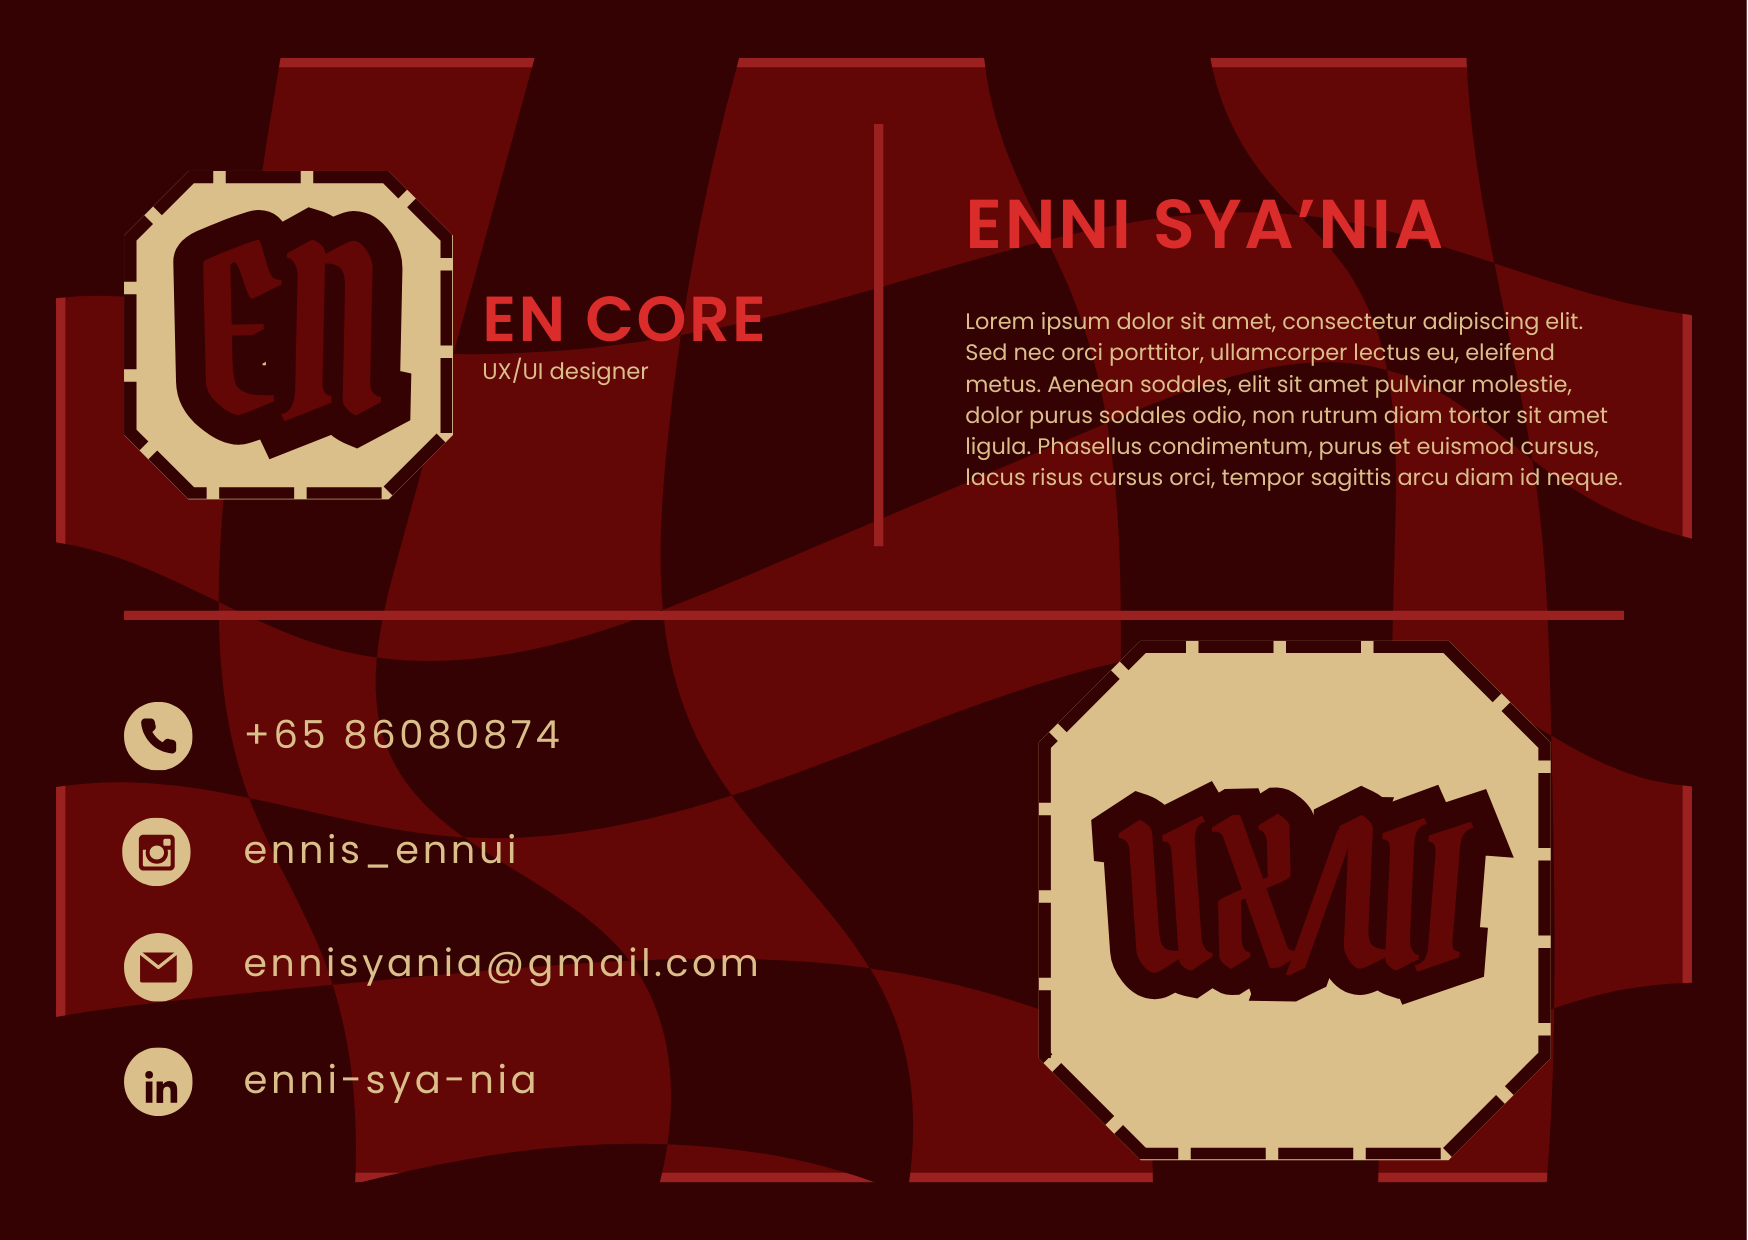 EN
EN CORE
UX/UI designer
ENNI SYA’NIA
Lorem ipsum dolor sit amet, consectetur adipiscing elit.
Sed nec orci porttitor, ullamcorper lectus eu, eleifend
metus. Aenean sodales, elit sit amet pulvinar molestie,
dolor purus sodales odio, non rutrum diam tortor sit amet
ligula. Phasellus condimentum, purus et euismod cursus,
lacus risus cursus orci, tempor sagittis arcu diam id neque.
+65 86080874
ennis_ennui
ennisyania@gmail.com
in
enni-sya-nia
UX/UI